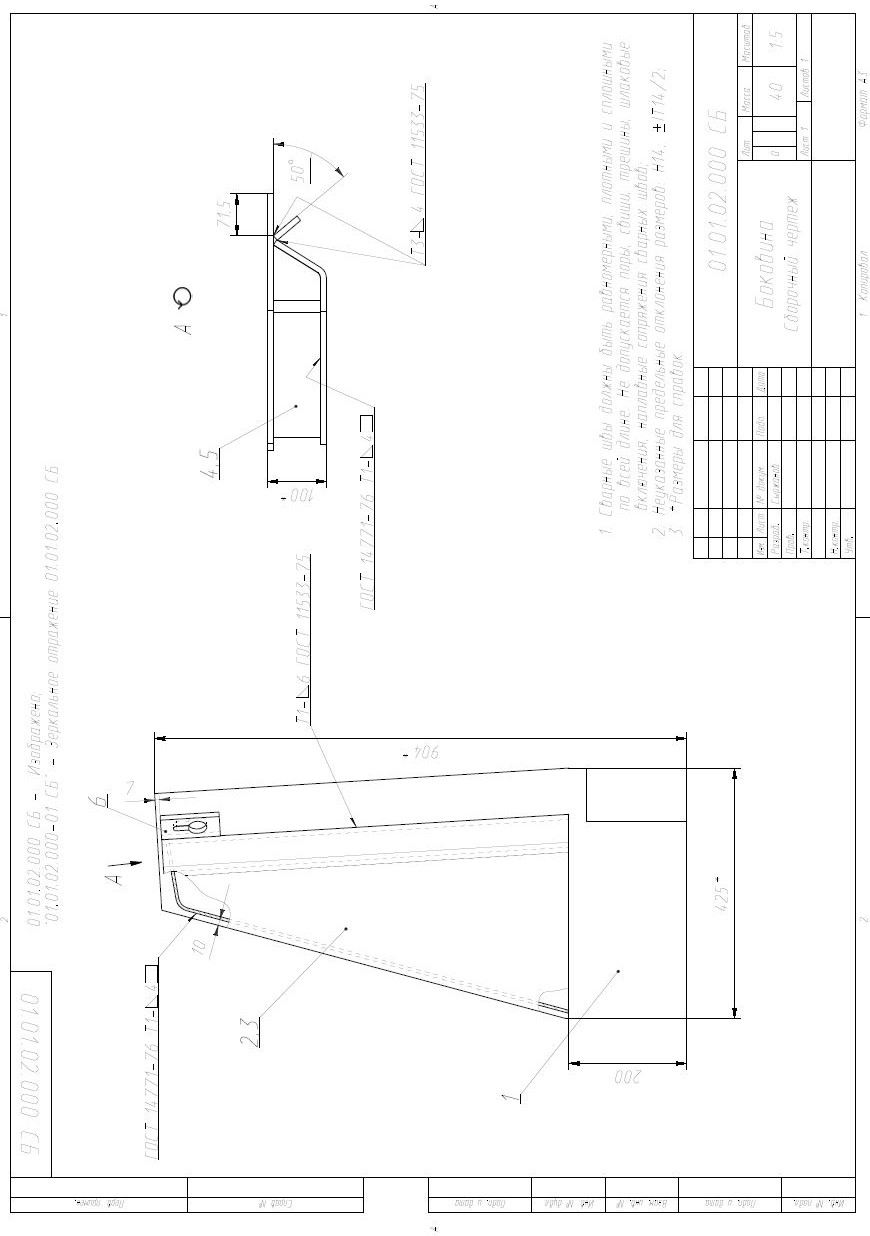 01.01.02.000 СБ
01.01.02.000 СБ - Изображено;
01.01.02.000-01 СБ - Зеркальное отражение 01.01.02.000 СБ
ГОСТ 14771-76 Т1-◺4
2,3
1
А
6
7
10
904*
200
425*
Т1-◺6 ГОСТ 11533-75
А
4,5
100*
71,5
50°
ГОСТ 14771-76 Т1-◺4
Т3-◺4 ГОСТ 11533-75
1. Сварные швы должны быть равномерными, плотными и сплошными
по всей длине. Не допускается поры, свищи, трещины, шлаковые
включения, наплавные сопряжения сварных швов.
2. Неуказанные предельные отклонения размеров H14, ±IT14/2;
3. *Размеры для справок
01.01.02.000 СБ
Боковина
Сборочный чертеж
Лит. Масса Масштаб
40 1:5
Лист 1 Листов 1
Изм. Лист № докум. Подп. Дата
Разраб.
Пров.
Т.контр.
Н.контр.
Утв.
Копировал
Формат А3
Перв. примен.
Справ. №
Подп. и дата
Инв. № дубл.
Взам. инв. №
Подп. и дата
Инв. № подл.
2
1
2
1